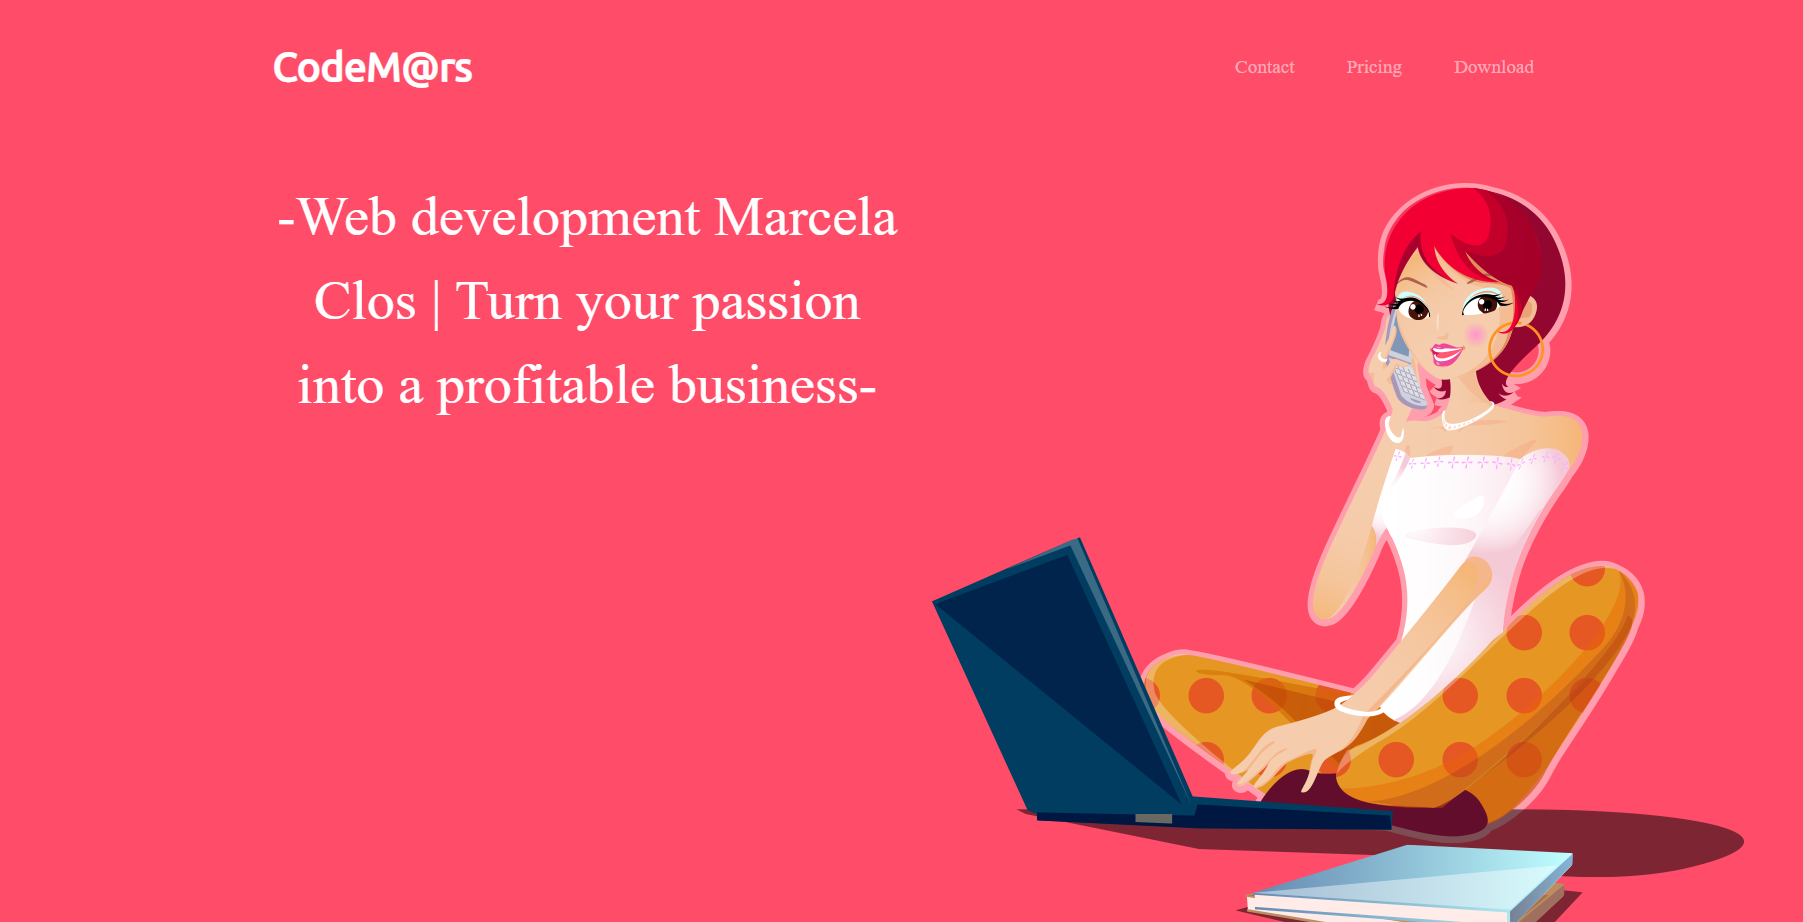 CodeM@rs
Contact Pricing Download
-Web development Marcela
Clos | Turn your passion
into a profitable business-